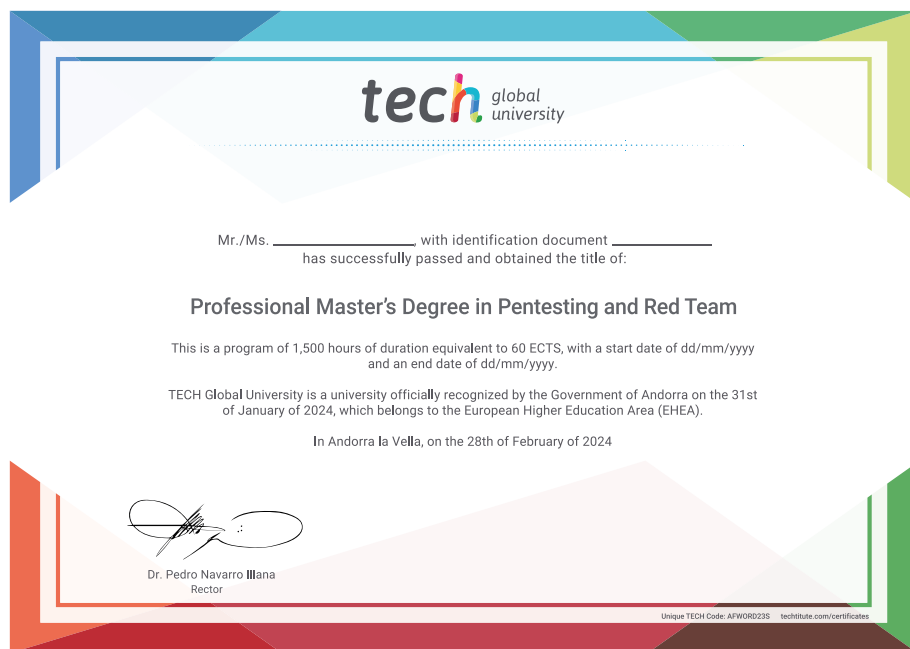 tech global
university
Mr./Ms. ____________, with identification document ____________
has successfully passed and obtained the title of:
Professional Master’s Degree in Pentesting and Red Team
This is a program of 1,500 hours of duration equivalent to 60 ECTS, with a start date of dd/mm/yyyy
and an end date of dd/mm/yyyy.
TECH Global University is a university officially recognized by the Government of Andorra on the 31st
of January of 2024, which belongs to the European Higher Education Area (EHEA).
In Andorra la Vella, on the 28th of February of 2024
Dr. Pedro Navarro Illana
Rector
Unique TECH Code: AFWORD23S techtitute.com/certificates